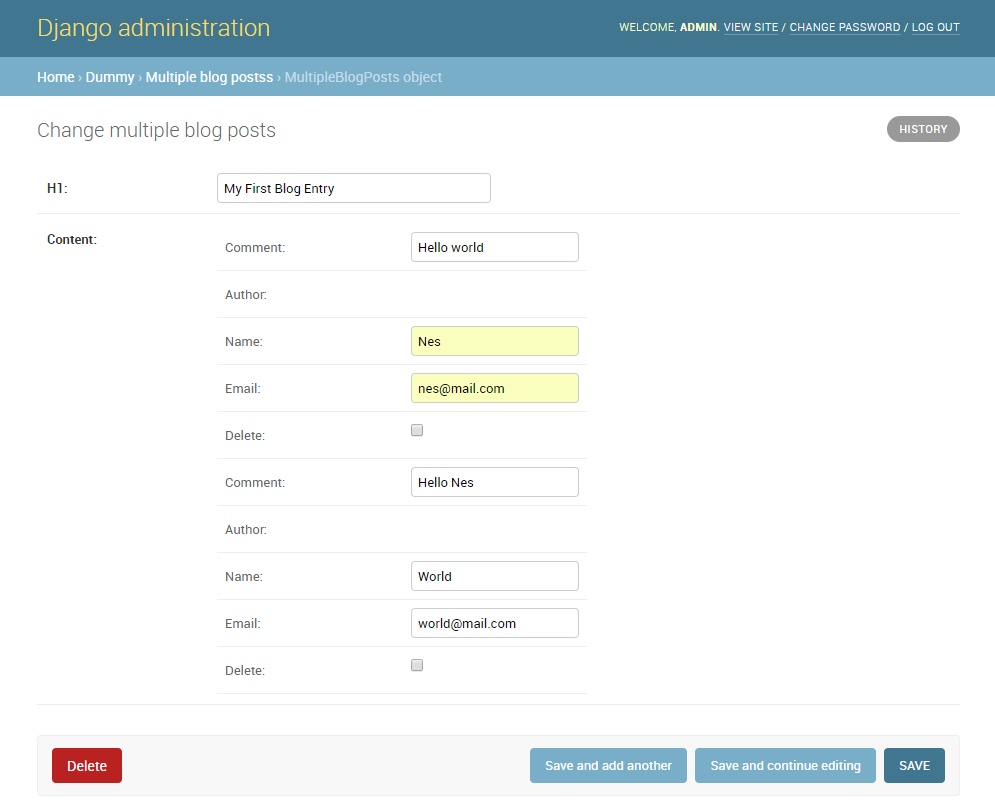 Django administration
WELCOME, ADMIN. VIEW SITE / CHANGE PASSWORD / LOG OUT
Home › Dummy › Multiple blog postss › MultipleBlogPosts object
Change multiple blog posts
HISTORY
H1: My First Blog Entry
Content:
Comment: Hello world
Author:
Name: Nes
Email: nes@mail.com
Delete:
Comment: Hello Nes
Author:
Name: World
Email: world@mail.com
Delete:
Delete Save and add another Save and continue editing SAVE